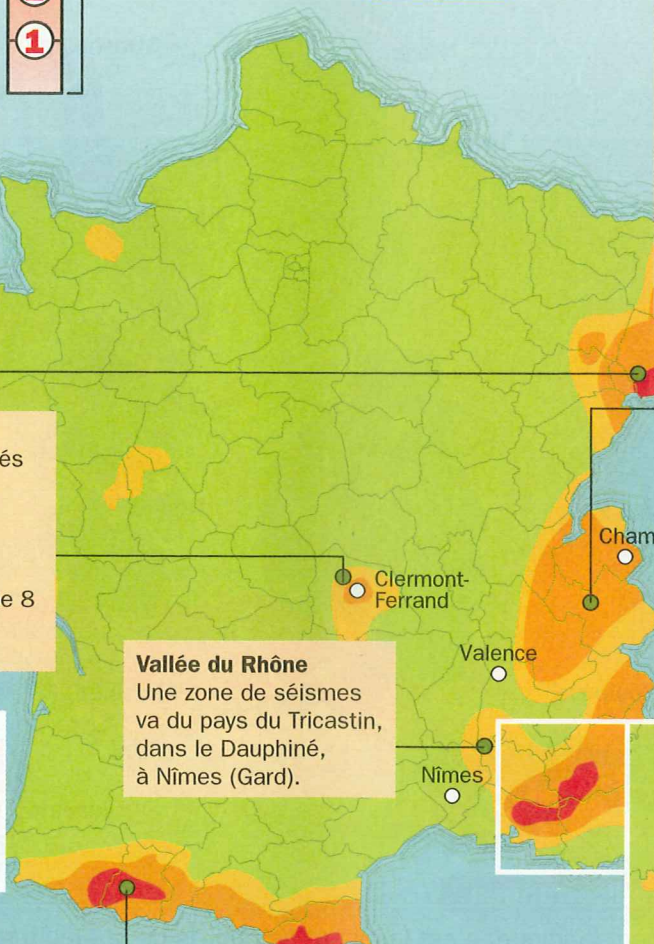 1
és
e 8
Cham
Clermont-
Ferrand
Valence
Vallée du Rhône
Une zone de séismes
va du pays du Tricastin,
dans le Dauphiné,
à Nîmes (Gard).
Nîmes